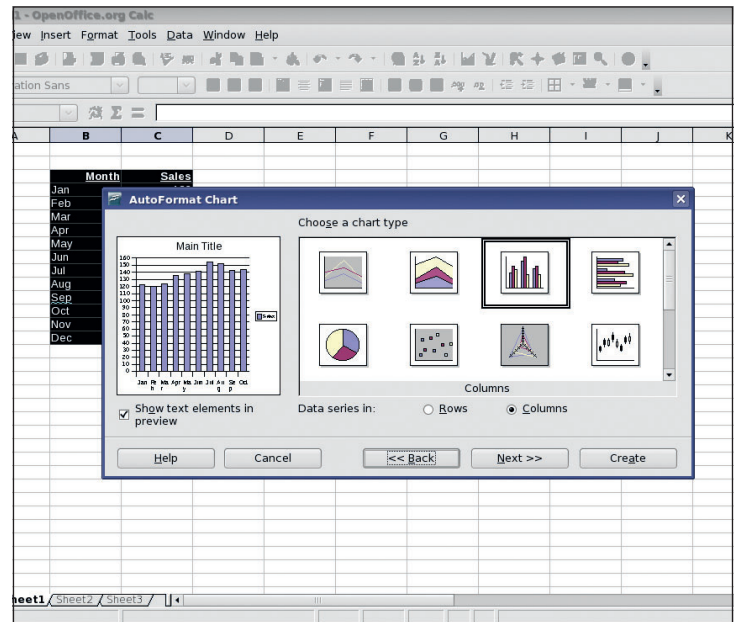 1 - OpenOffice.org Calc
iew Insert Format Tools Data Window Help
ation Sans
A B C D E F G H I J K
Month Sales
Jan
Feb
Mar
Apr
May
Jun
Jul
Aug
Sep
Oct
Nov
Dec
AutoFormat Chart
Choose a chart type
Main Title
160
150
140
130
120
110
100
90
80
70
60
50
40
30
20
10
0
Columns
Show text elements in preview
Data series in: Rows Columns
Help Cancel << Back Next >> Create
heet1 Sheet2 Sheet3